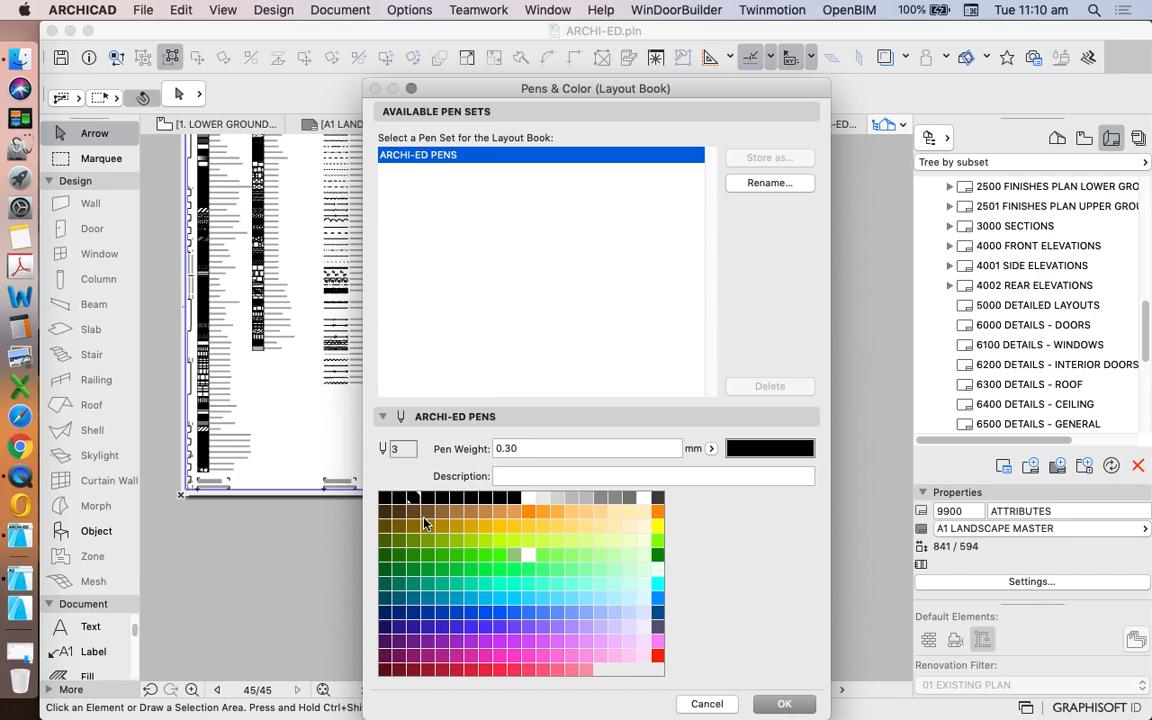 ARCHICAD File Edit View Design Document Options Teamwork Window Help WinDoorBuilder Twinmotion OpenBIM 100% Tue 11:10 am
ARCHI-ED.pln
Pens & Color (Layout Book)
[1. LOWER GROUND... [A1 LAND -ED...
AVAILABLE PEN SETS
Select a Pen Set for the Layout Book:
ARCHI-ED PENS
Store as...
Rename...
Delete
ARCHI-ED PENS
3 Pen Weight: 0.30 mm
Description:
Cancel OK
Arrow
Marquee
Design
Wall
Door
Window
Column
Beam
Slab
Stair
Railing
Roof
Shell
Skylight
Curtain Wall
Morph
Object
Zone
Mesh
Document
Text
A1 Label
Fill
More
45/45
Click an Element or Draw a Selection Area. Press and Hold Ctrl+Shi
Tree by subset
2500 FINISHES PLAN LOWER GRO
2501 FINISHES PLAN UPPER GROU
3000 SECTIONS
4000 FRONT ELEVATIONS
4001 SIDE ELEVATIONS
4002 REAR ELEVATIONS
5000 DETAILED LAYOUTS
6000 DETAILS - DOORS
6100 DETAILS - WINDOWS
6200 DETAILS - INTERIOR DOORS
6300 DETAILS - ROOF
6400 DETAILS - CEILING
6500 DETAILS - GENERAL
Properties
9900 ATTRIBUTES
A1 LANDSCAPE MASTER
841 / 594
Settings...
Default Elements:
Renovation Filter:
01 EXISTING PLAN
GRAPHISOFT ID